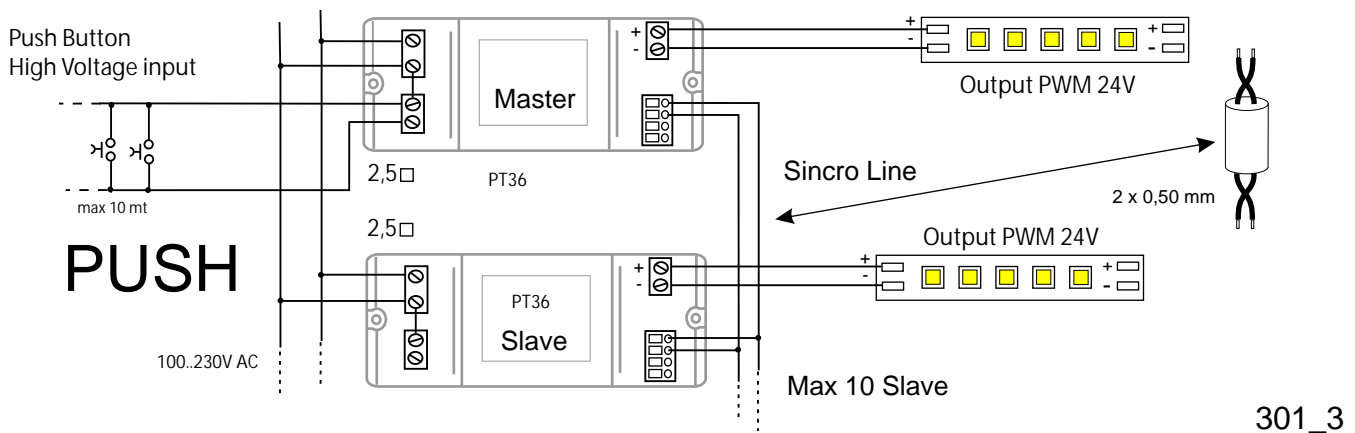 Push Button
High Voltage input
max 10 mt
PUSH
100..230V AC
Master
+
-
2,5□
PT36
2,5□
PT36
Slave
+
-
+
-
+
-
Output PWM 24V
Sincro Line
2 x 0,50 mm
Output PWM 24V
+
-
+
-
Max 10 Slave
301_3